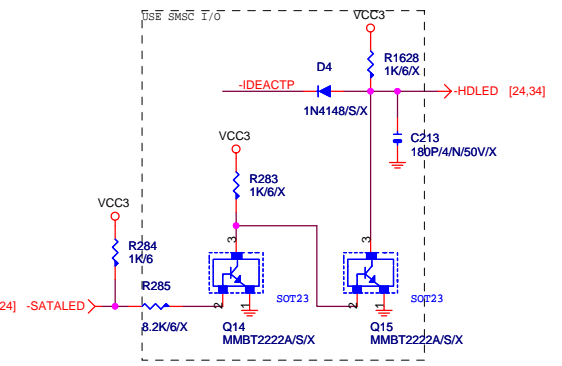 USE SMSC I/O
VCC3
R1628
1K/6/X
D4
-IDEACTP
-HDLED [24,34]
1N4148/S/X
C213
180P/4/N/50V/X
VCC3
R283
1K/6/X
VCC3
R284
1K/6
3
3
R285
SOT23
SOT23
24] -SATALED
2
1
2
1
8.2K/6/X
Q14
MMBT2222A/S/X
Q15
MMBT2222A/S/X